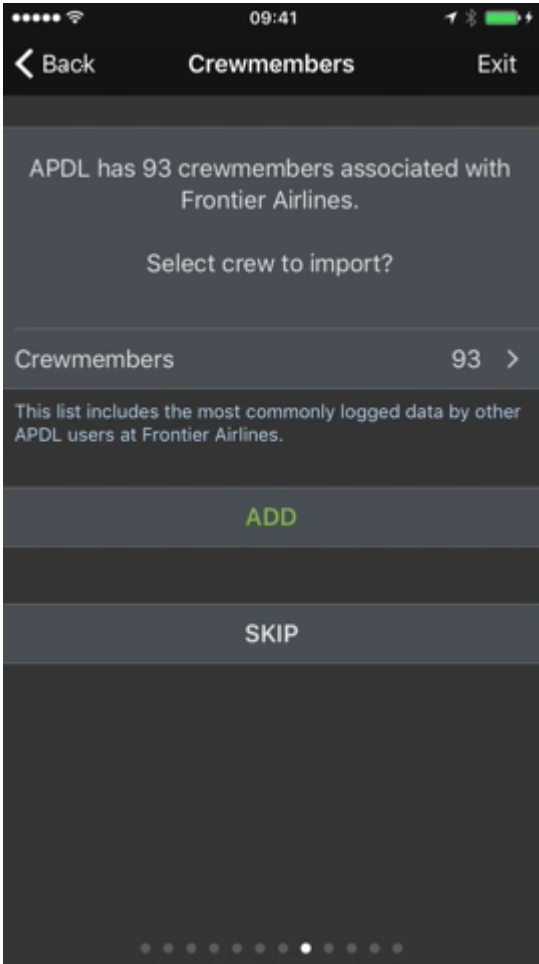 09:41
Back
Crewmembers
Exit
APDL has 93 crewmembers associated with
Frontier Airlines.
Select crew to import?
Crewmembers 93
This list includes the most commonly logged data by other
APDL users at Frontier Airlines.
ADD
SKIP